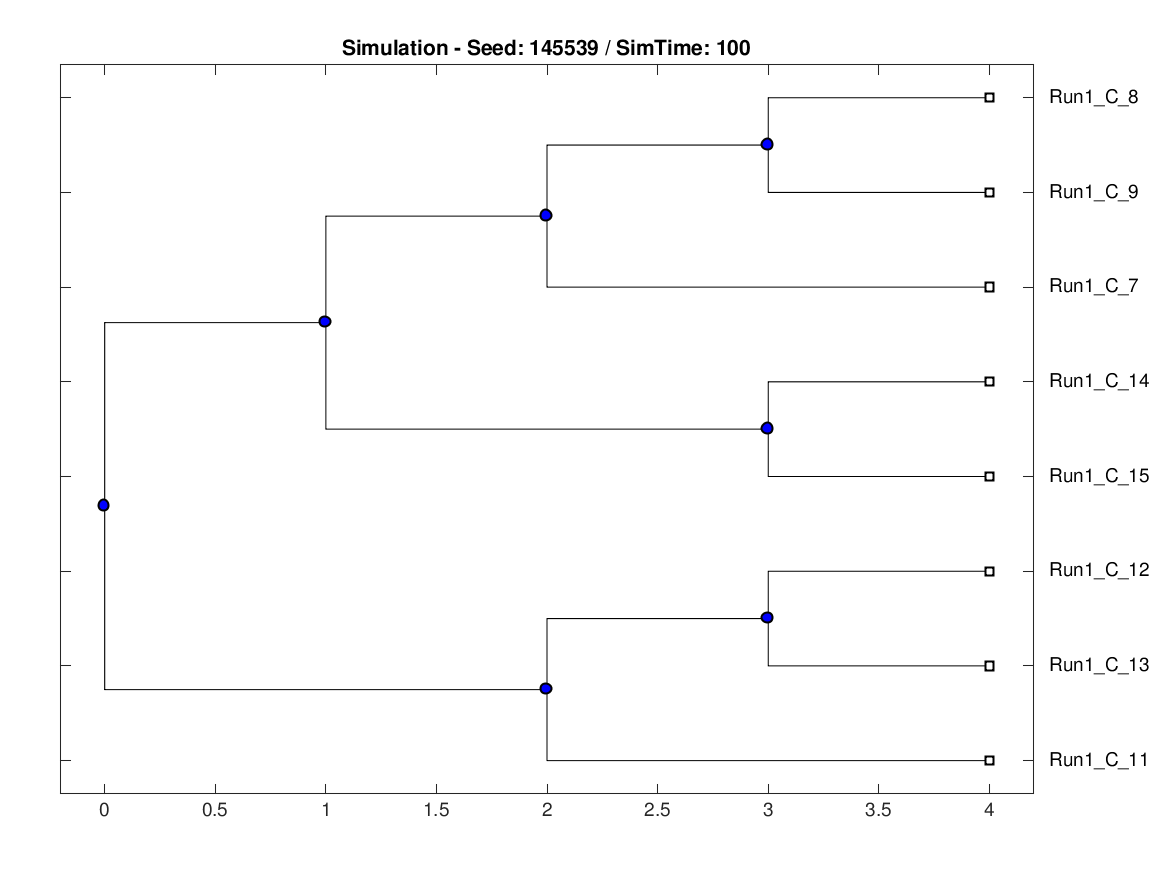 Simulation - Seed: 145539 / SimTime: 100
Run1_C_8
Run1_C_9
Run1_C_7
Run1_C_14
Run1_C_15
Run1_C_12
Run1_C_13
Run1_C_11
0 0.5 1 1.5 2 2.5 3 3.5 4